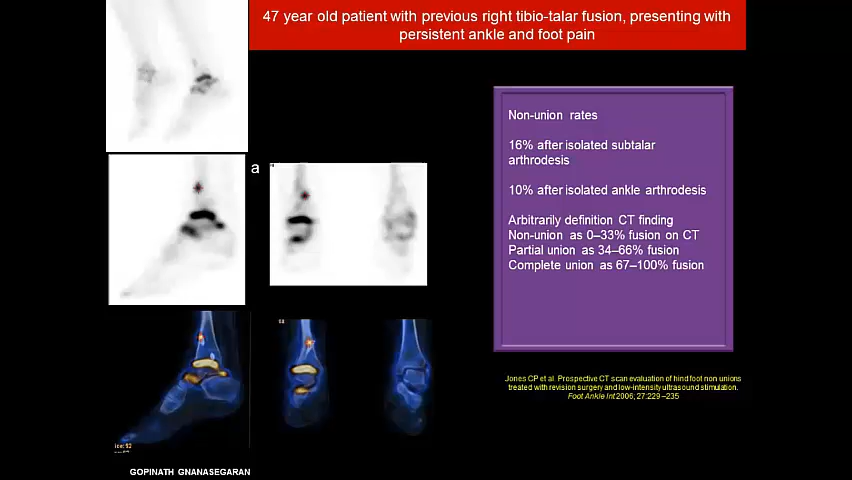 47 year old patient with previous right tibio-talar fusion, presenting with
persistent ankle and foot pain
a
Non-union rates
16% after isolated subtalar
arthrodesis
10% after isolated ankle arthrodesis
Arbitrarily definition CT finding
Non-union as 0–33% fusion on CT
Partial union as 34–66% fusion
Complete union as 67–100% fusion
Jones CP et al. Prospective CT scan evaluation of hind foot non unions
treated with revision surgery and low-intensity ultrasound stimulation.
Foot Ankle Int 2006; 27:229–235
GOPINATH GNANASEGARAN